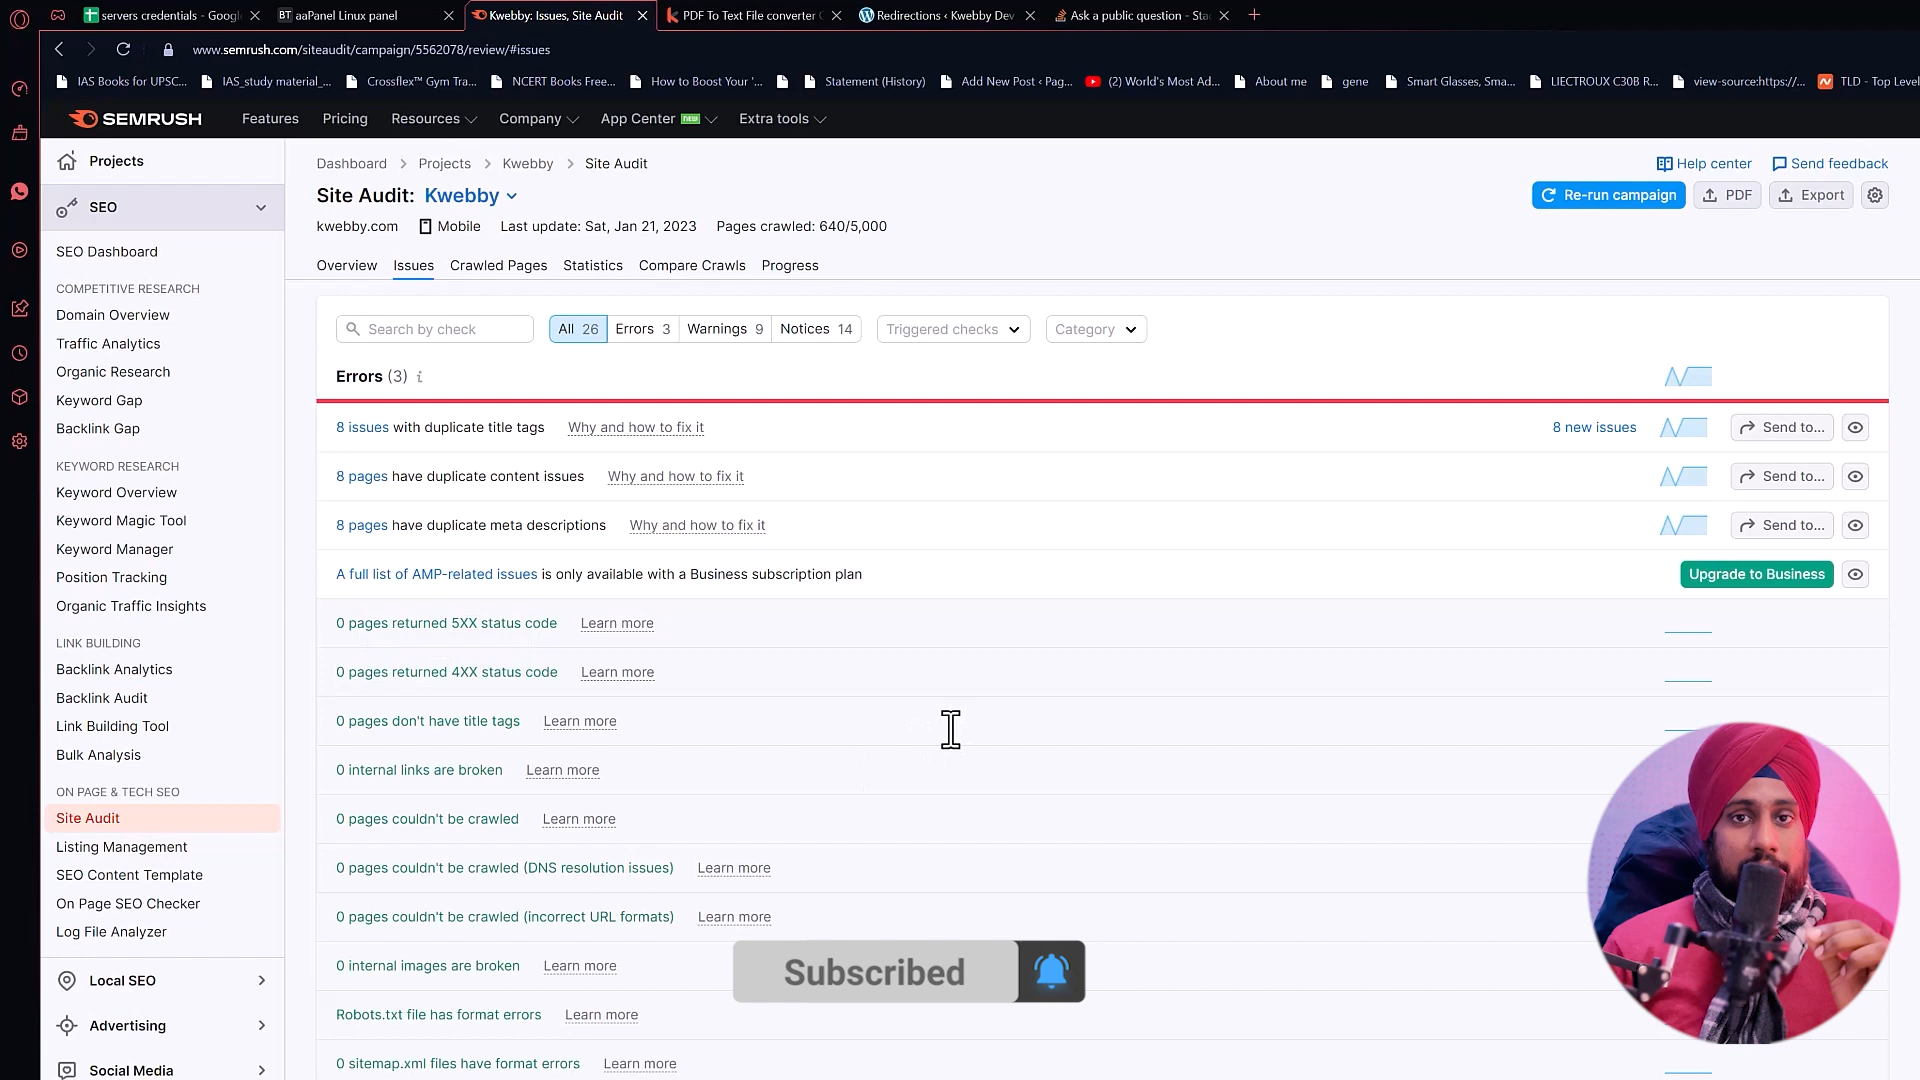 servers credentials - Googl
BT aaPanel Linux panel
Kwebby: Issues, Site Audit
PDF To Text File converter
Redirections ‹ Kwebby Dev
Ask a public question - Sta
www.semrush.com/siteaudit/campaign/5562078/review/#issues
IAS Books for UPSC...
IAS_study material_...
Crossflex™ Gym Tra...
NCERT Books Free...
How to Boost Your '...
Statement (History)
Add New Post ‹ Pag...
(2) World's Most Ad...
About me
gene
Smart Glasses, Sma...
LIECTROUX C30B R...
view-source:https://...
TLD - Top Level
SEMRUSH
Features
Pricing
Resources
Company
App Center NEW
Extra tools
Projects
SEO
SEO Dashboard
COMPETITIVE RESEARCH
Domain Overview
Traffic Analytics
Organic Research
Keyword Gap
Backlink Gap
KEYWORD RESEARCH
Keyword Overview
Keyword Magic Tool
Keyword Manager
Position Tracking
Organic Traffic Insights
LINK BUILDING
Backlink Analytics
Backlink Audit
Link Building Tool
Bulk Analysis
ON PAGE & TECH SEO
Site Audit
Listing Management
SEO Content Template
On Page SEO Checker
Log File Analyzer
Local SEO
Advertising
Social Media
Dashboard > Projects > Kwebby > Site Audit
Help center
Send feedback
Site Audit: Kwebby
Re-run campaign
PDF
Export
kwebby.com
Mobile
Last update: Sat, Jan 21, 2023
Pages crawled: 640/5,000
Overview
Issues
Crawled Pages
Statistics
Compare Crawls
Progress
Search by check
All 26
Errors 3
Warnings 9
Notices 14
Triggered checks
Category
Errors (3) i
8 issues with duplicate title tags Why and how to fix it
8 new issues
Send to...
8 pages have duplicate content issues Why and how to fix it
Send to...
8 pages have duplicate meta descriptions Why and how to fix it
Send to...
A full list of AMP-related issues is only available with a Business subscription plan
Upgrade to Business
0 pages returned 5XX status code Learn more
0 pages returned 4XX status code Learn more
0 pages don't have title tags Learn more
0 internal links are broken Learn more
0 pages couldn't be crawled Learn more
0 pages couldn't be crawled (DNS resolution issues) Learn more
0 pages couldn't be crawled (incorrect URL formats) Learn more
0 internal images are broken Learn more
Subscribed
Robots.txt file has format errors Learn more
0 sitemap.xml files have format errors Learn more